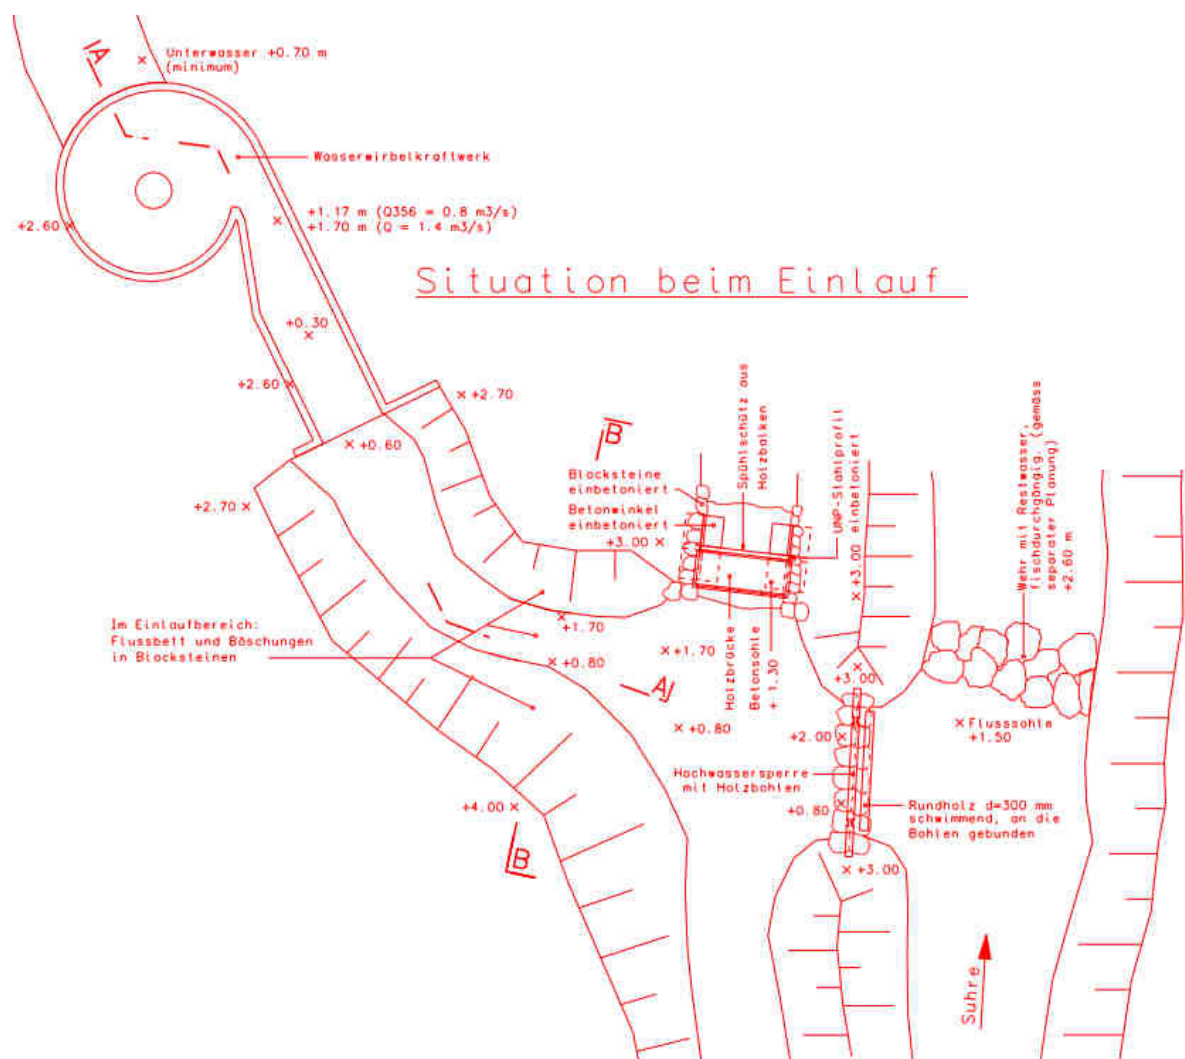 A
Unterwasser +0.70 m
(minimum)
Wasserwirbelkraftwerk
+2.60
+1.17 m (Q356 = 0.8 m3/s)
+1.70 m (Q = 1.4 m3/s)
Situation beim Einlauf
+0.30
+2.60
+2.70
+0.60
+2.70
B
Blocksteine
einbetoniert
Betonwinkel
einbetoniert
+3.00
Spühlschütz aus
Holzbalken
UNP-Stahlprofil
+3.00 einbetoniert
Wehr mit Restwasser,
fischdurchgängig. (gemäss
separater Planung)
+2.60 m
Im Einlaufbereich:
Flussbett und Böschungen
in Blocksteinen
+1.70
+0.80
+1.70
Holzbrücke
Betonsohle
+ 1.30
A
+3.00
+0.80
+2.00
Flusssohle
+1.50
Hochwassersperre
mit Holzbohlen
+4.00
+0.80
Rundholz d=300 mm
schwimmend, an die
Bohlen gebunden
B
+3.00
Suhre